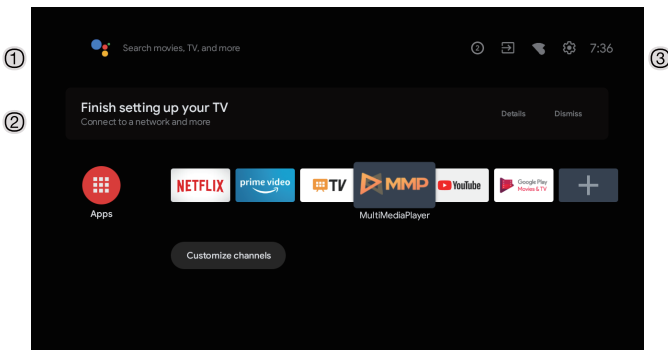 ①
②
③
Search movies, TV, and more
2
7:36
Finish setting up your TV
Connect to a network and more
Details
Dismiss
NETFLIX
prime video
TV
MMP
YouTube
Google Play
Movies & TV
Apps
MultiMediaPlayer
Customize channels